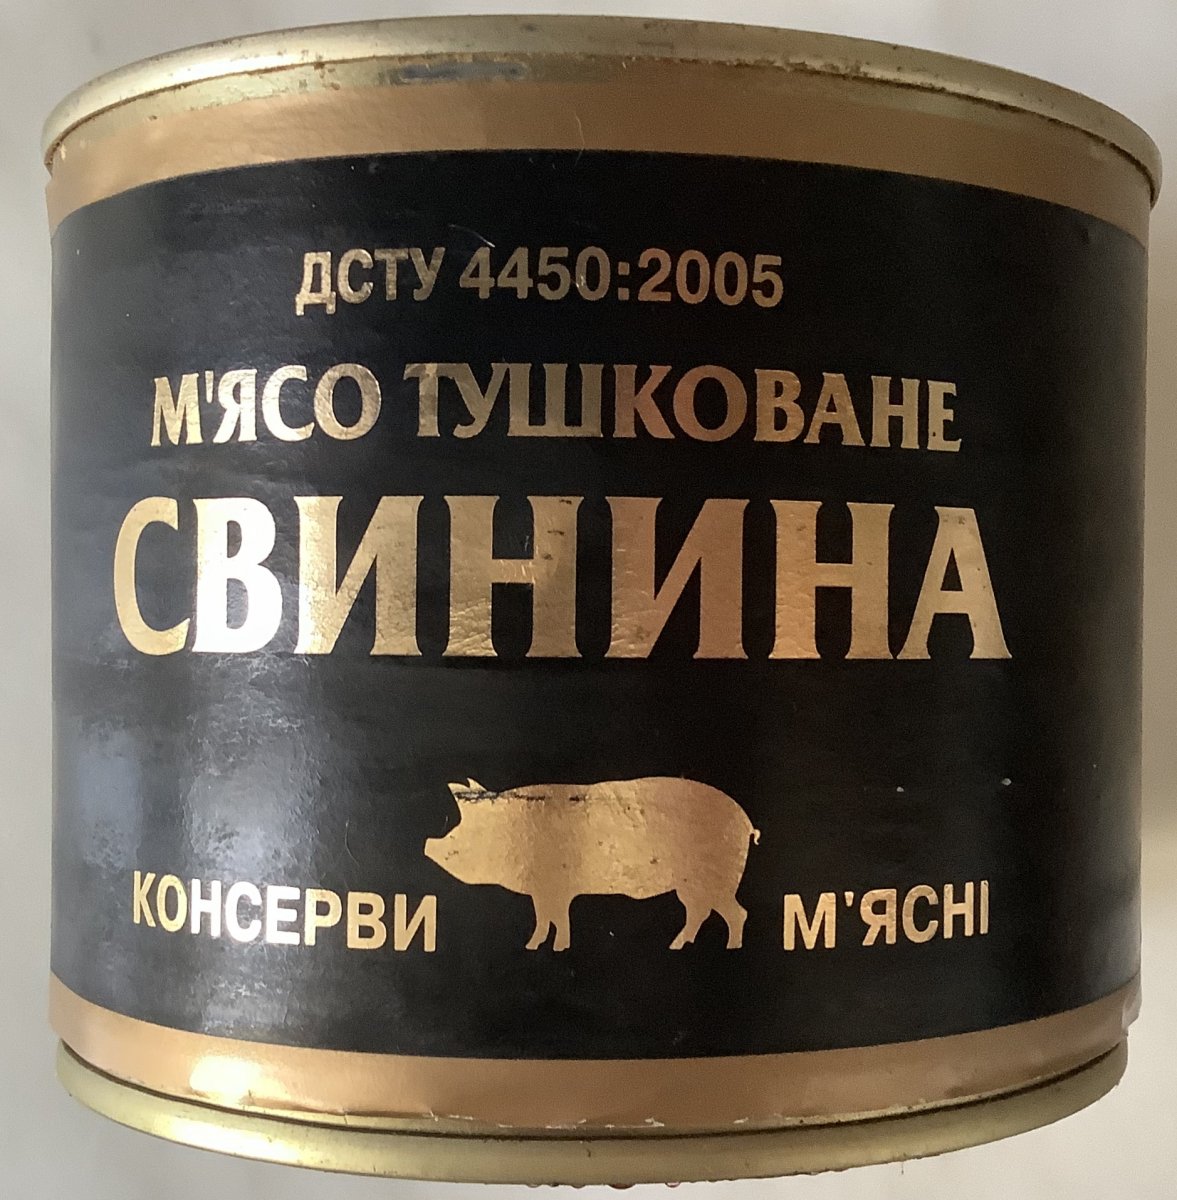 ДСТУ 4450:2005
М'ЯСО ТУШКОВАНЕ
СВИНИНА
КОНСЕРВИ М'ЯСНІ